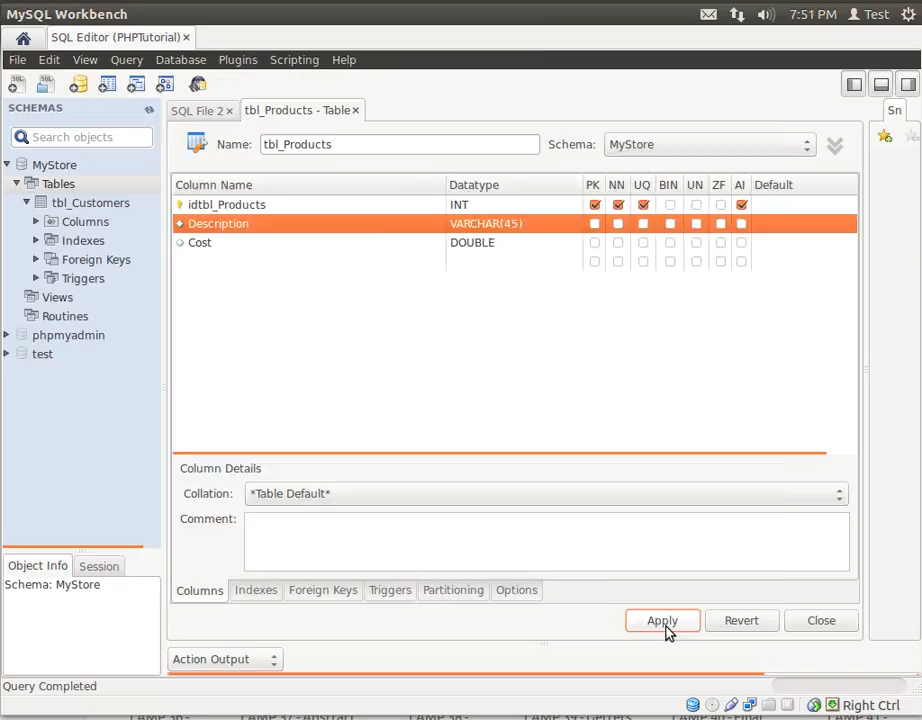 MySQL Workbench
7:51 PM
Test
SQL Editor (PHPTutorial) ×
File Edit View Query Database Plugins Scripting Help
SCHEMAS
Search objects
MyStore
Tables
tbl_Customers
Columns
Indexes
Foreign Keys
Triggers
Views
Routines
phpmyadmin
test
SQL File 2 ×
tbl_Products - Table ×
Sn
Name: tbl_Products
Schema: MyStore
Column Name Datatype PK NN UQ BIN UN ZF AI Default
idtbl_Products INT
Description VARCHAR(45)
Cost DOUBLE
Column Details
Collation: *Table Default*
Comment:
Columns Indexes Foreign Keys Triggers Partitioning Options
Apply Revert Close
Object Info Session
Schema: MyStore
Action Output
Query Completed
Right Ctrl